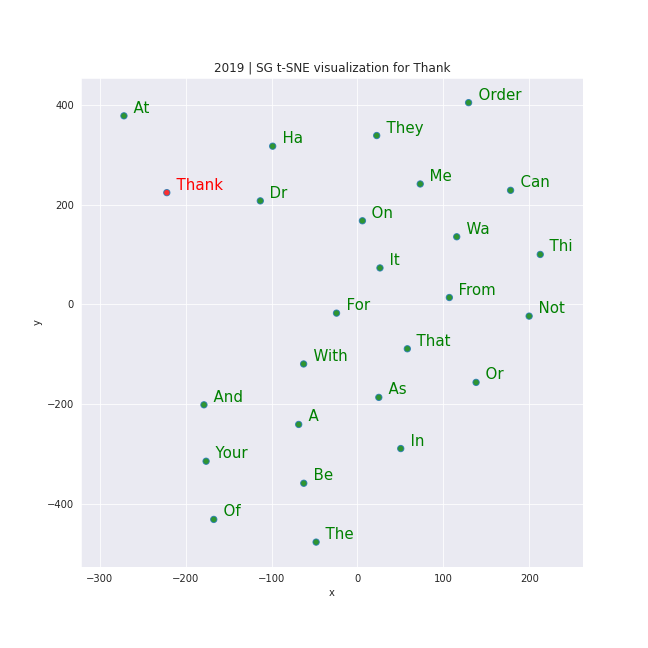 2019 | SG t-SNE visualization for Thank
Order
400
At
They
Ha
Me
Can
Thank
Dr
200
On
Wa
Thi
It
From
0
For
Not
y
That
With
Or
As
And
−200
A
In
Your
Be
−400
Of
The
−300 −200 −100 0 100 200
x